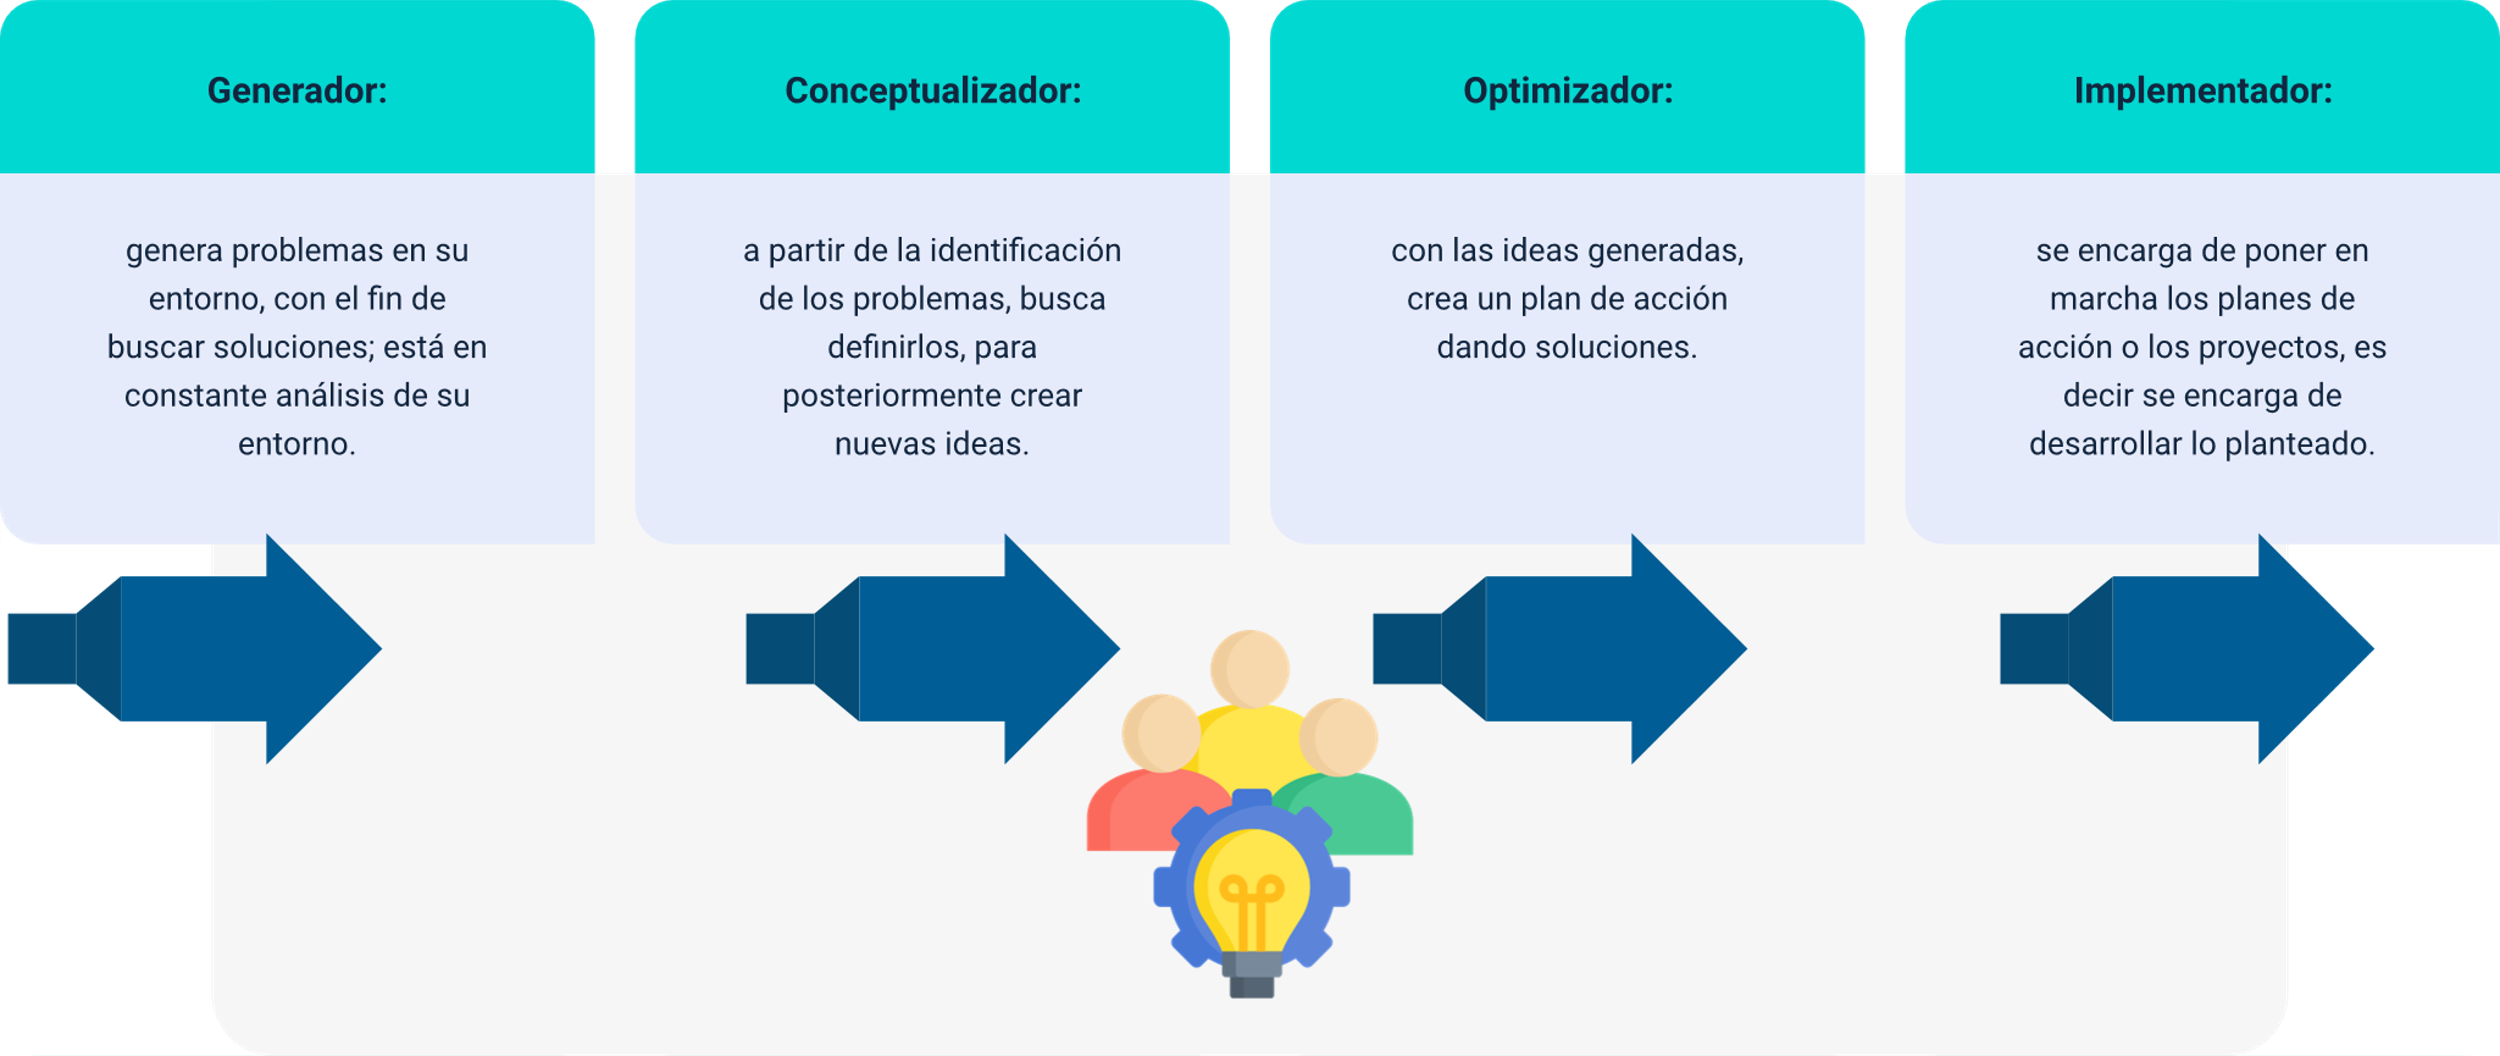 Generador:
genera problemas en su
entorno, con el fin de
buscar soluciones; está en
constante análisis de su
entorno.
Conceptualizador:
a partir de la identificación
de los problemas, busca
definirlos, para
posteriormente crear
nuevas ideas.
Optimizador:
con las ideas generadas,
crea un plan de acción
dando soluciones.
Implementador:
se encarga de poner en
marcha los planes de
acción o los proyectos, es
decir se encarga de
desarrollar lo planteado.